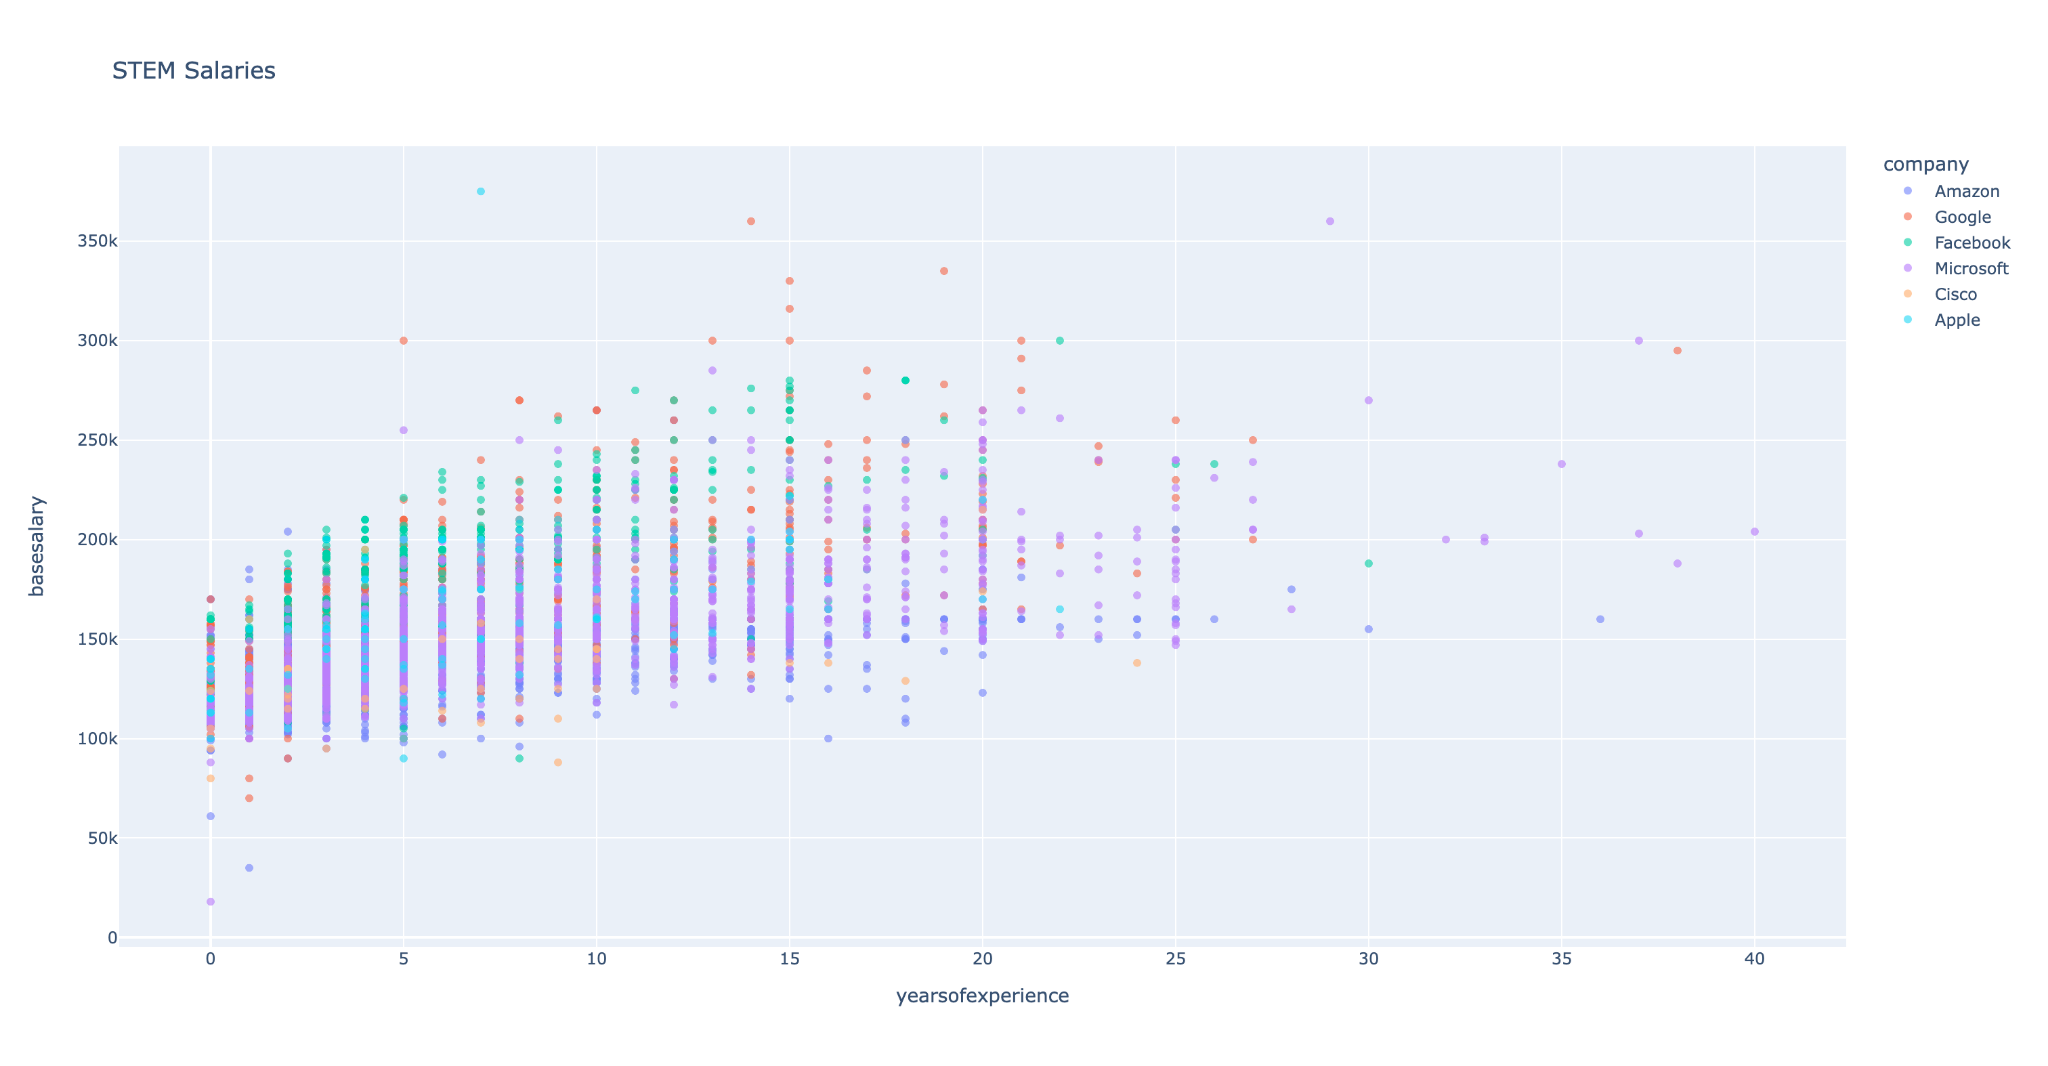 STEM Salaries
company
Amazon
Google
Facebook
Microsoft
Cisco
Apple
basesalary
350k
300k
250k
200k
150k
100k
50k
0
0 5 10 15 20 25 30 35 40
yearsofexperience